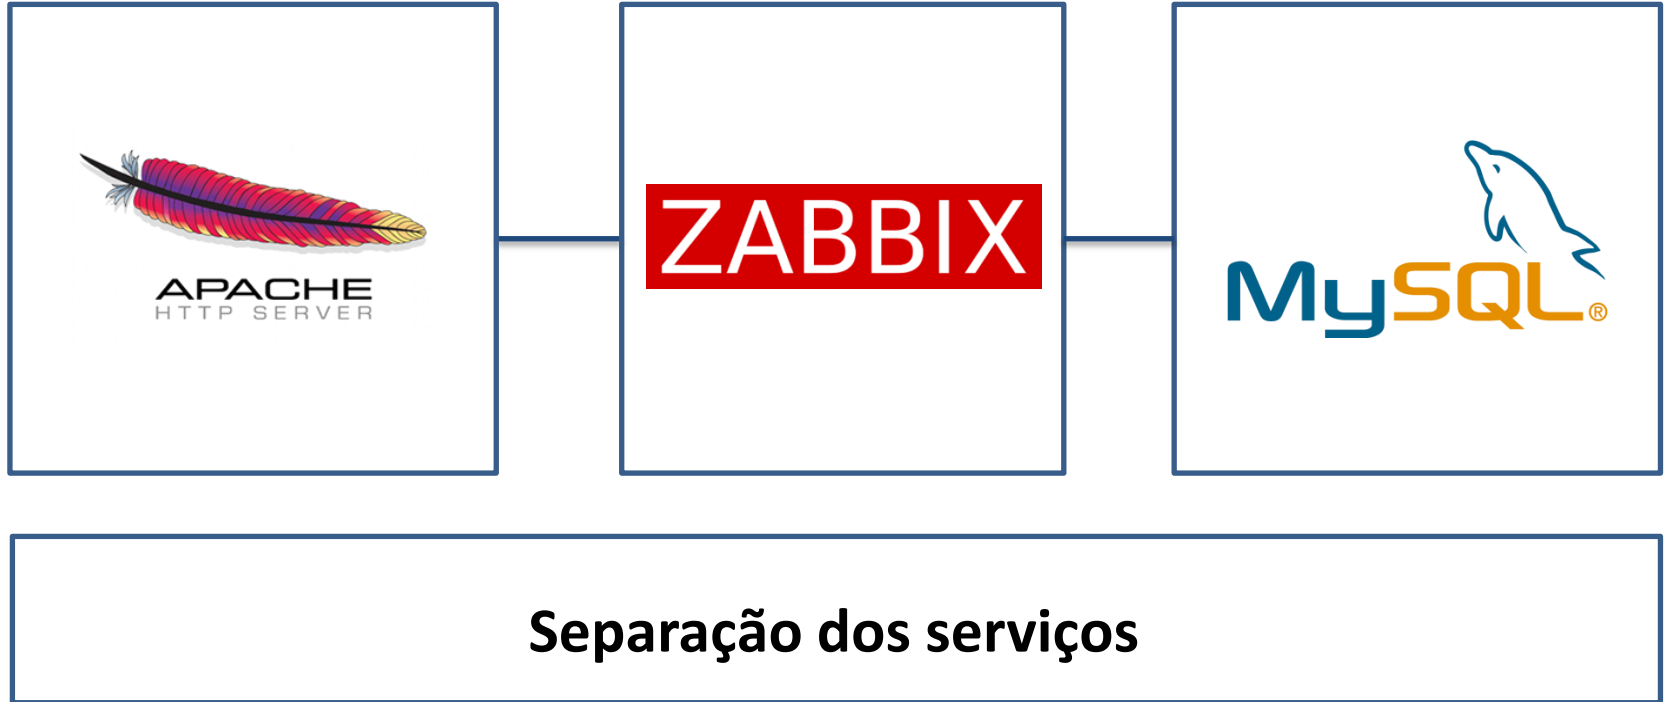 APACHE
HTTP SERVER
ZABBIX
MySQL®
Separação dos serviços